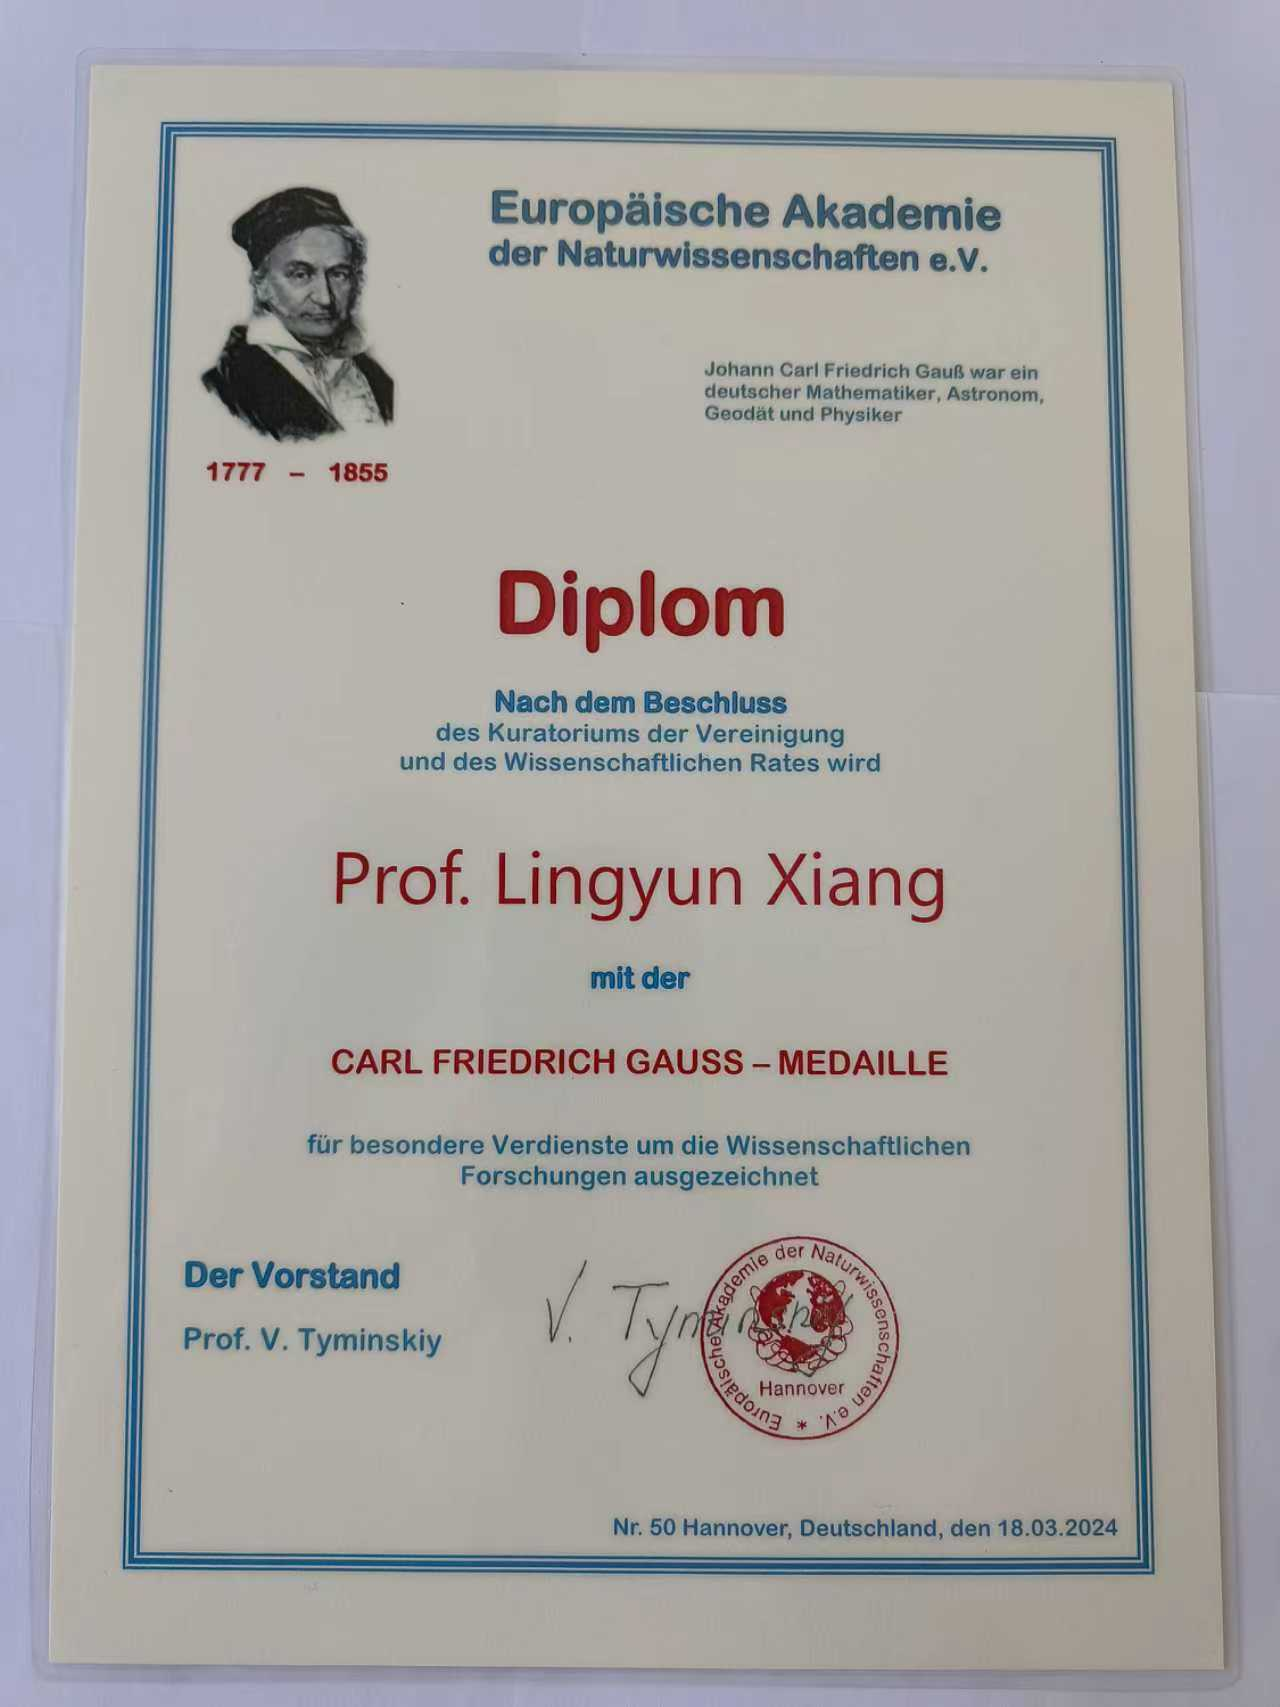 Europäische Akademie
der Naturwissenschaften e.V.
Johann Carl Friedrich Gauß war ein
deutscher Mathematiker, Astronom,
Geodät und Physiker
1777 – 1855
Diplom
Nach dem Beschluss
des Kuratoriums der Vereinigung
und des Wissenschaftlichen Rates wird
Prof. Lingyun Xiang
mit der
CARL FRIEDRICH GAUSS – MEDAILLE
für besondere Verdienste um die Wissenschaftlichen
Forschungen ausgezeichnet
Der Vorstand
Prof. V. Tyminskiy
V. Tyminskiy
Europäische Akademie der Naturwissenschaften e.V. *
Hannover
Nr. 50 Hannover, Deutschland, den 18.03.2024